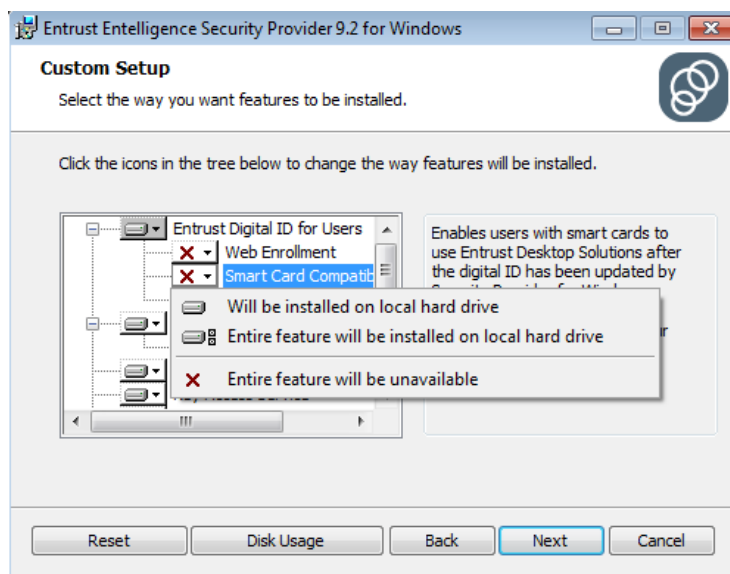 Entrust Entelligence Security Provider 9.2 for Windows
Custom Setup
Select the way you want features to be installed.
Click the icons in the tree below to change the way features will be installed.
Entrust Digital ID for Users
Web Enrollment
Smart Card Compatib
Enables users with smart cards to
use Entrust Desktop Solutions after
the digital ID has been updated by
Will be installed on local hard drive
Entire feature will be installed on local hard drive
Entire feature will be unavailable
Reset
Disk Usage
Back
Next
Cancel